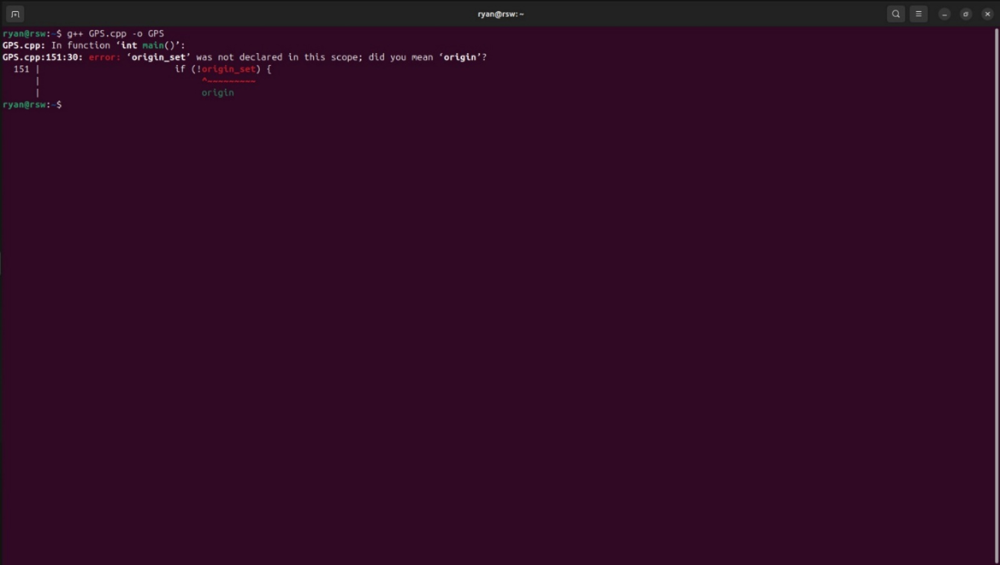 ryan@rsw: ~
ryan@rsw:~$ g++ GPS.cpp -o GPS
GPS.cpp: In function ‘int main()’:
GPS.cpp:151:30: error: ‘origin_set’ was not declared in this scope; did you mean ‘origin’?
151 |                         if (!origin_set) {
|                              ^~~~~~~~~~
|                              origin
ryan@rsw:~$